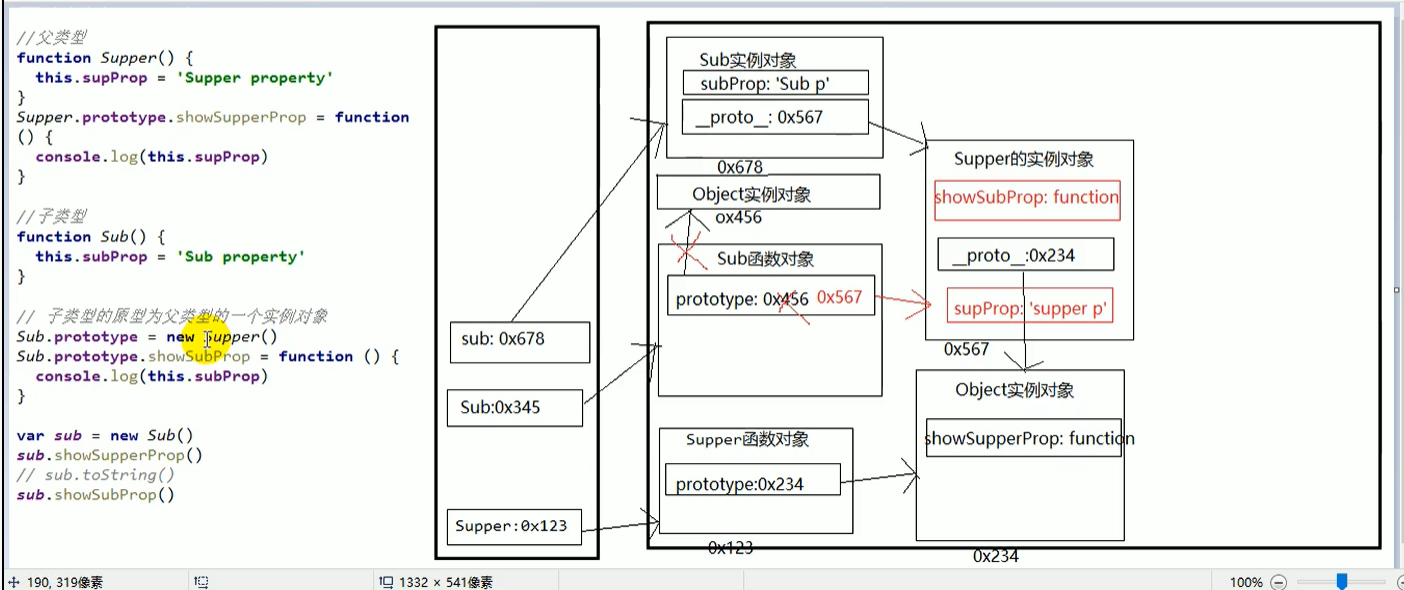 //父类型
function Supper() {
this.supProp = 'Supper property'
}
Supper.prototype.showSupperProp = function
() {
console.log(this.supProp)
}
//子类型
function Sub() {
this.subProp = 'Sub property'
}
// 子类型的原型为父类型的一个实例对象
Sub.prototype = new Supper()
Sub.prototype.showSubProp = function () {
console.log(this.subProp)
}
var sub = new Sub()
sub.showSupperProp()
// sub.toString()
sub.showSubProp()
sub: 0x678
Sub:0x345
Supper:0x123
Sub实例对象
subProp: 'Sub p'
__proto__: 0x567
0x678
Object实例对象
ox456
Sub函数对象
prototype: 0x456 0x567
Supper函数对象
prototype:0x234
0x123
Supper的实例对象
showSubProp: function
__proto__:0x234
supProp: 'supper p'
0x567
Object实例对象
showSupperProp: function
0x234
190, 319像素
1332 × 541像素
100%